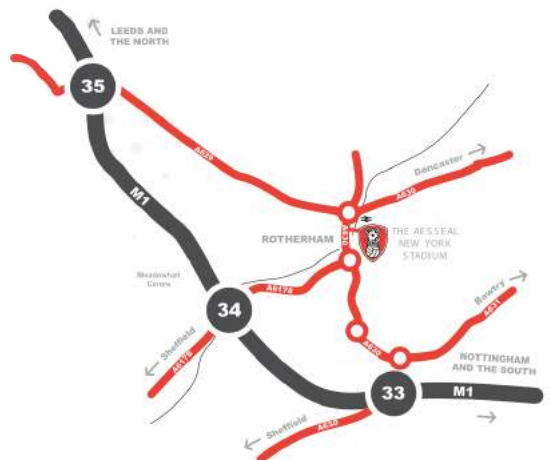 LEEDS AND
THE NORTH
35
A629
M1
Doncaster
A630
A630
ROTHERHAM
THE AESSEAL
NEW YORK
STADIUM
Meadowhall
Centre
A6178
34
Bawtry
A631
Sheffield
A6178
A630
NOTTINGHAM
AND THE SOUTH
33
M1
Sheffield
A630